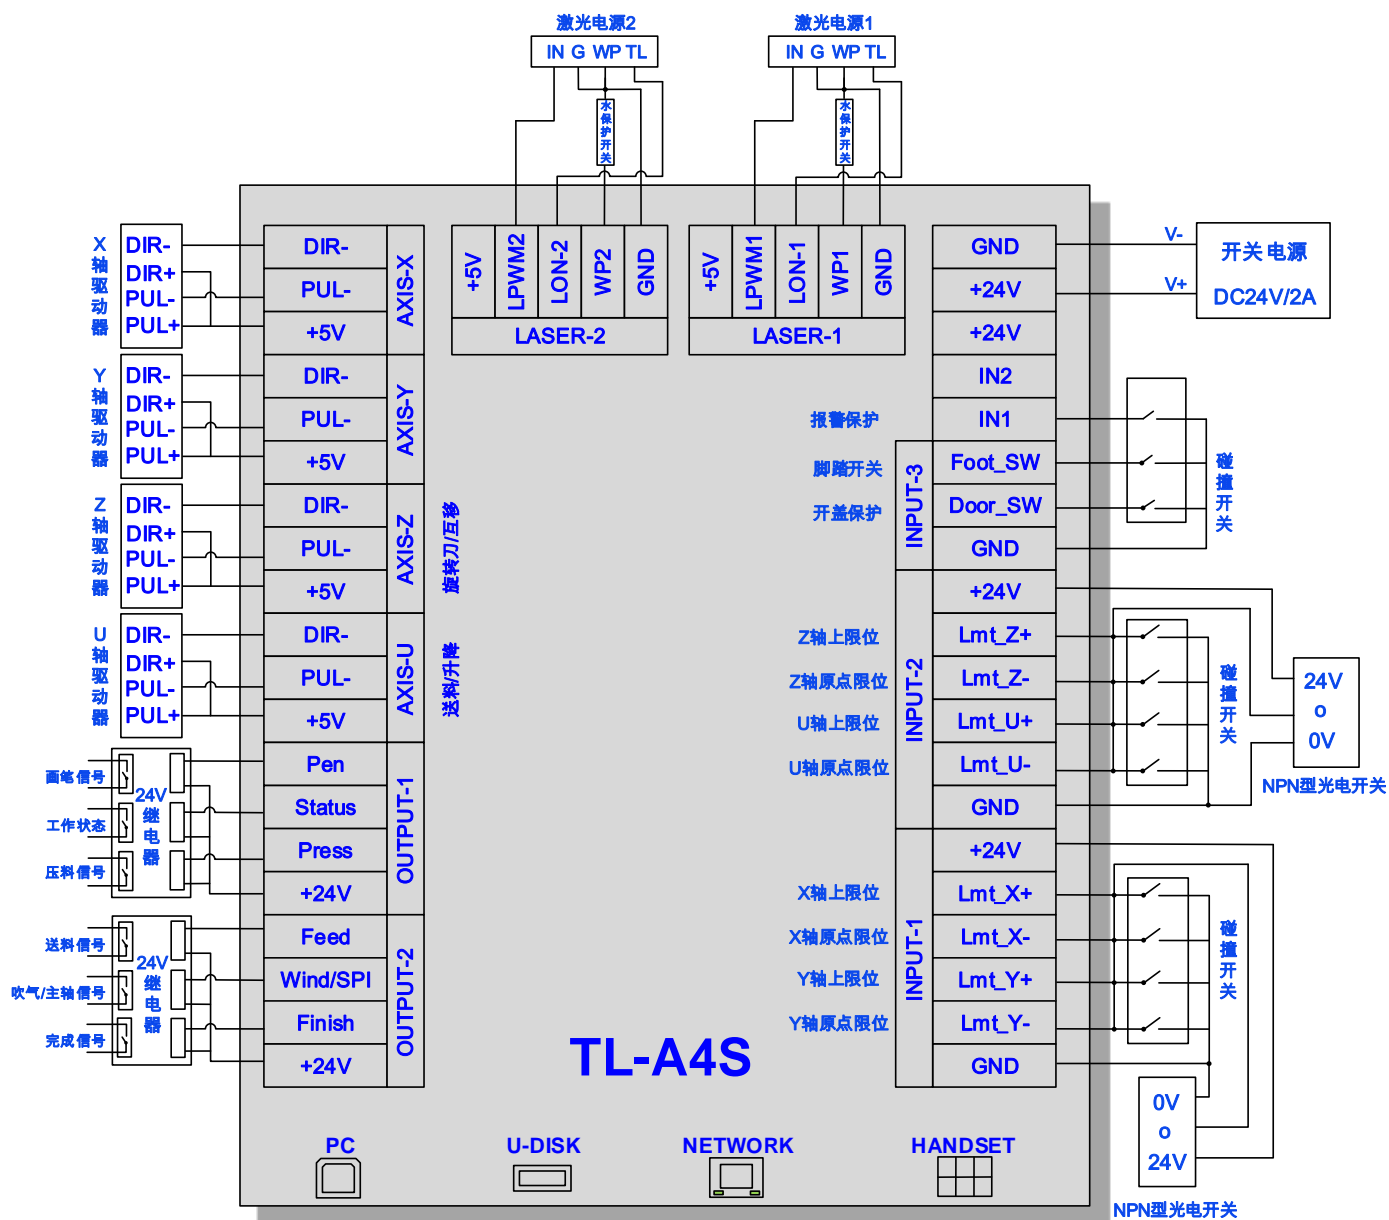 激光电源2
IN G WP TL
水保护开关
激光电源1
IN G WP TL
水保护开关
+5V
LPWM2
LON-2
WP2
GND
LASER-2
+5V
LPWM1
LON-1
WP1
GND
LASER-1
X轴驱动器
DIR-
DIR+
PUL-
PUL+
Y轴驱动器
DIR-
DIR+
PUL-
PUL+
Z轴驱动器
DIR-
DIR+
PUL-
PUL+
U轴驱动器
DIR-
DIR+
PUL-
PUL+
画笔信号
工作状态
压料信号
24V
继电器
送料信号
吹气/主轴信号
完成信号
24V
继电器
DIR-
PUL-
+5V
AXIS-X
DIR-
PUL-
+5V
AXIS-Y
DIR-
PUL-
+5V
AXIS-Z
旋转刀/互移
DIR-
PUL-
+5V
AXIS-U
送料/升降
Pen
Status
Press
+24V
OUTPUT-1
Feed
Wind/SPI
Finish
+24V
OUTPUT-2
GND
+24V
+24V
IN2
IN1
报警保护
Foot_SW
脚踏开关
Door_SW
开盖保护
GND
INPUT-3
+24V
Lmt_Z+
Z轴上限位
Lmt_Z-
Z轴原点限位
Lmt_U+
U轴上限位
Lmt_U-
U轴原点限位
GND
INPUT-2
+24V
Lmt_X+
X轴上限位
Lmt_X-
X轴原点限位
Lmt_Y+
Y轴上限位
Lmt_Y-
Y轴原点限位
GND
INPUT-1
V-
V+
开关电源
DC24V/2A
碰撞开关
碰撞开关
24V
o
0V
NPN型光电开关
碰撞开关
0V
o
24V
NPN型光电开关
TL-A4S
PC
U-DISK
NETWORK
HANDSET